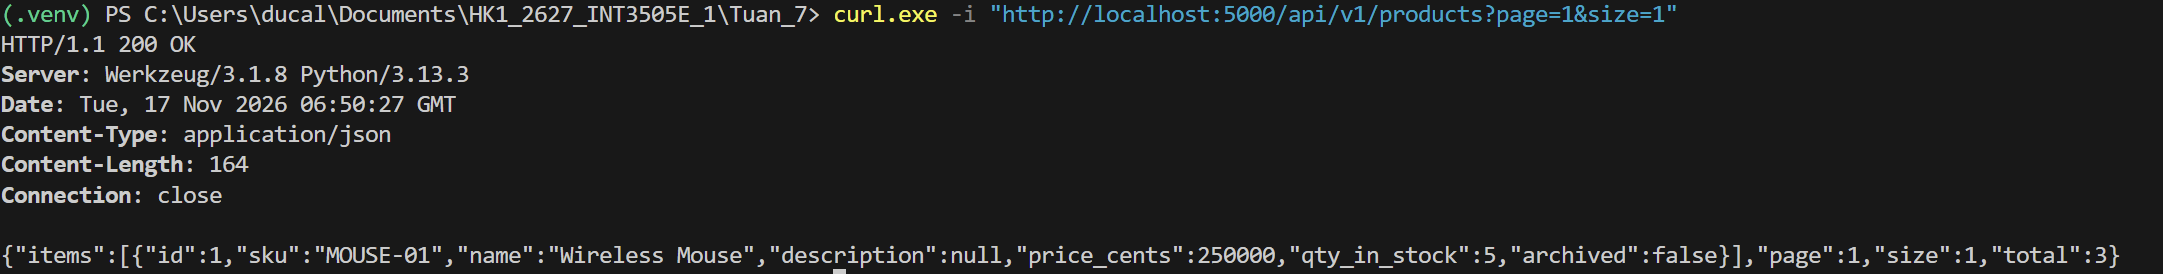 (.venv) PS C:\Users\ducal\Documents\HK1_2627_INT3505E_1\Tuan_7> curl.exe -i "http://localhost:5000/api/v1/products?page=1&size=1"
HTTP/1.1 200 OK
Server: Werkzeug/3.1.8 Python/3.13.3
Date: Tue, 17 Nov 2026 06:50:27 GMT
Content-Type: application/json
Content-Length: 164
Connection: close
{"items":[{"id":1,"sku":"MOUSE-01","name":"Wireless Mouse","description":null,"price_cents":250000,"qty_in_stock":5,"archived":false}],"page":1,"size":1,"total":3}